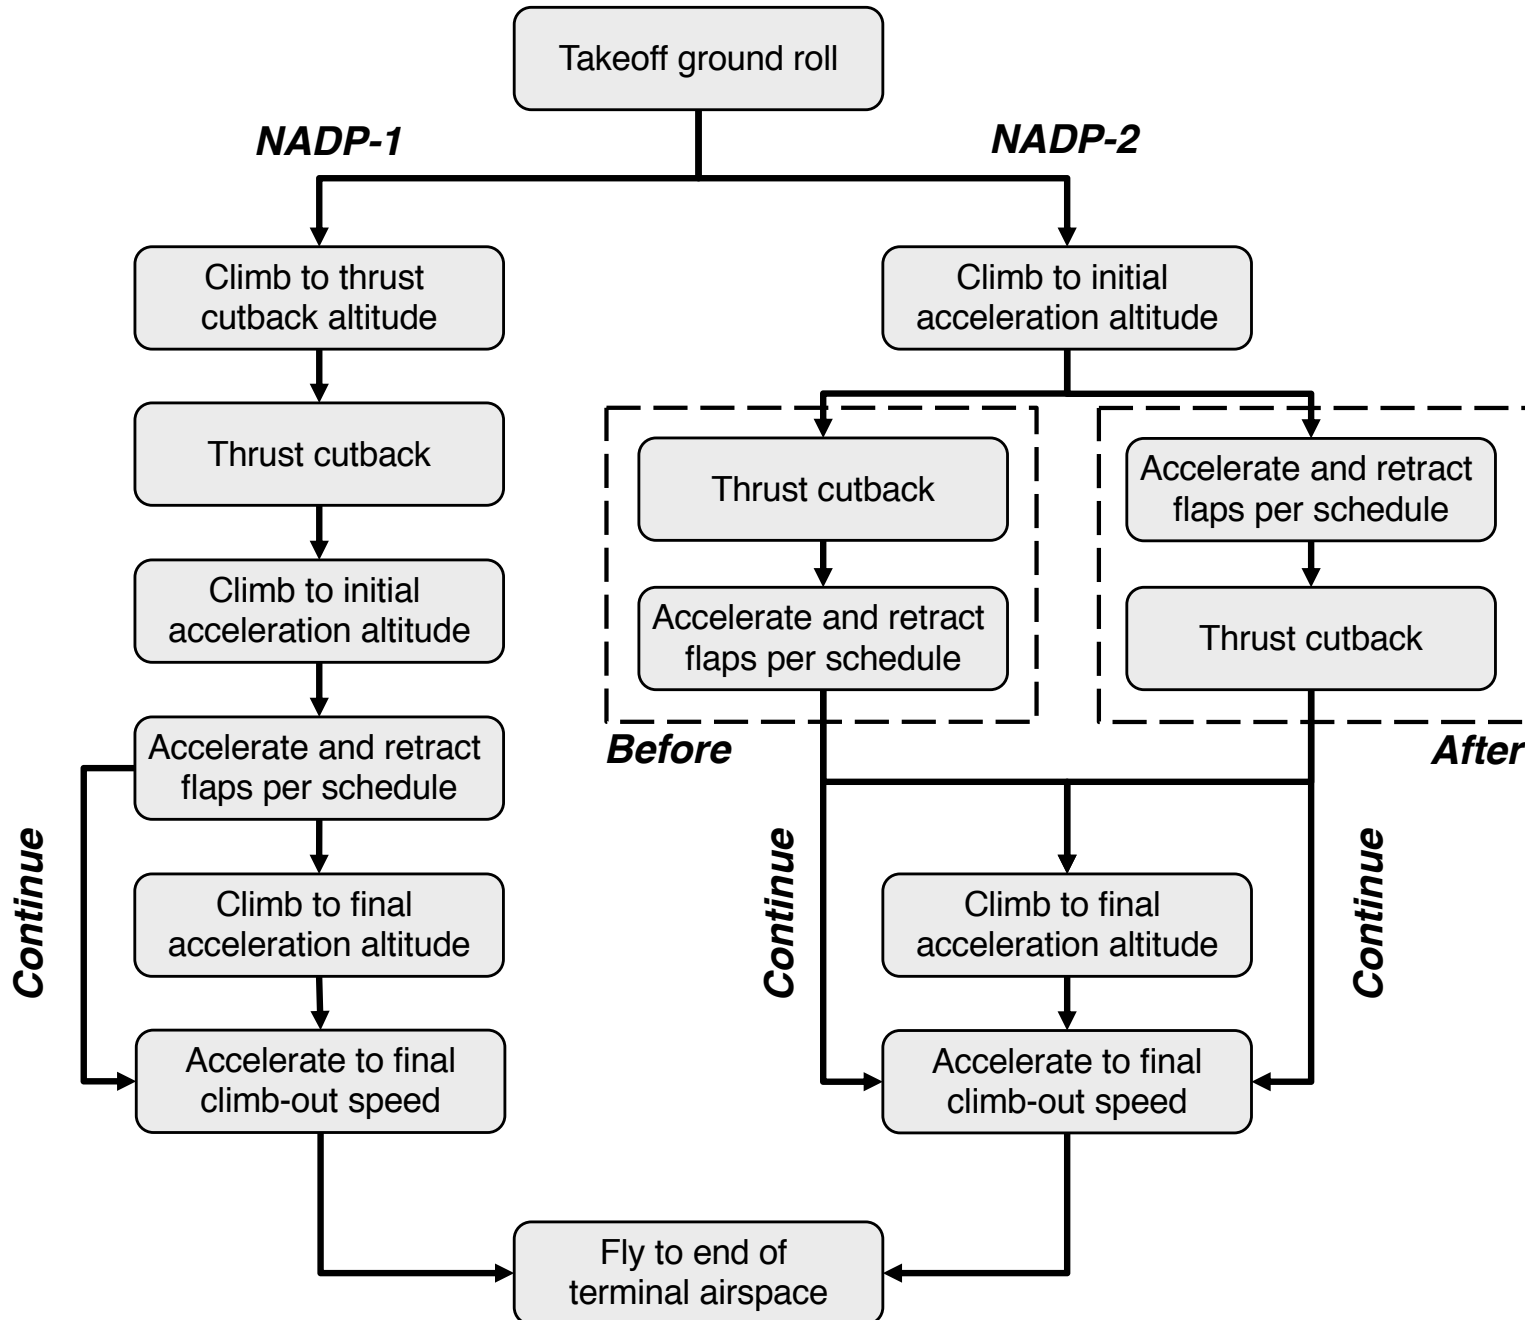 Takeoff ground roll
NADP-1
NADP-2
Climb to thrust
cutback altitude
Thrust cutback
Climb to initial
acceleration altitude
Accelerate and retract
flaps per schedule
Continue
Climb to final
acceleration altitude
Accelerate to final
climb-out speed
Climb to initial
acceleration altitude
Thrust cutback
Accelerate and retract
flaps per schedule
Before
Accelerate and retract
flaps per schedule
Thrust cutback
After
Continue
Climb to final
acceleration altitude
Continue
Accelerate to final
climb-out speed
Fly to end of
terminal airspace